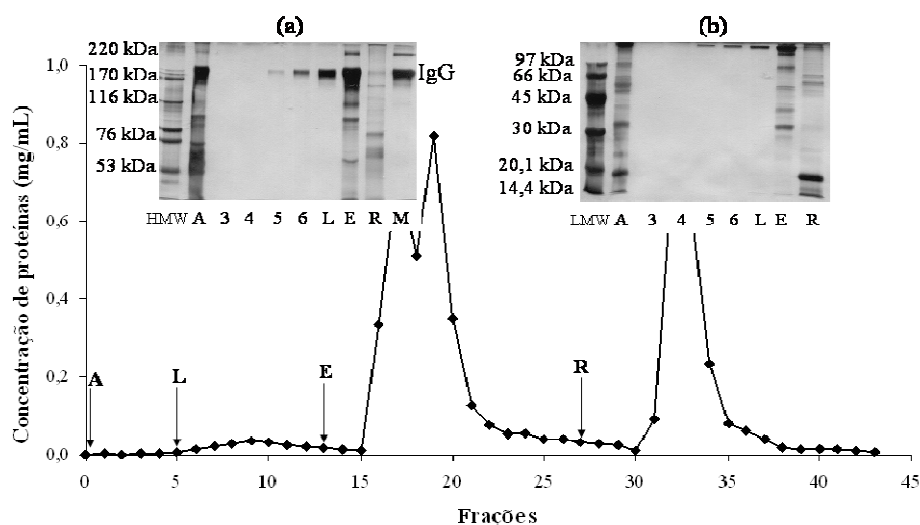 (a)
(b)
220 kDa
170 kDa
116 kDa
76 kDa
53 kDa
IgG
HMW A 3 4 5 6 L E R M
97 kDa
66 kDa
45 kDa
30 kDa
20,1 kDa
14,4 kDa
LMW A 3 4 5 6 L E R
Concentração de proteínas (mg/mL)
1,0
0,8
0,6
0,4
0,2
0,0
A
L
E
R
0 5 10 15 20 25 30 35 40 45
Frações